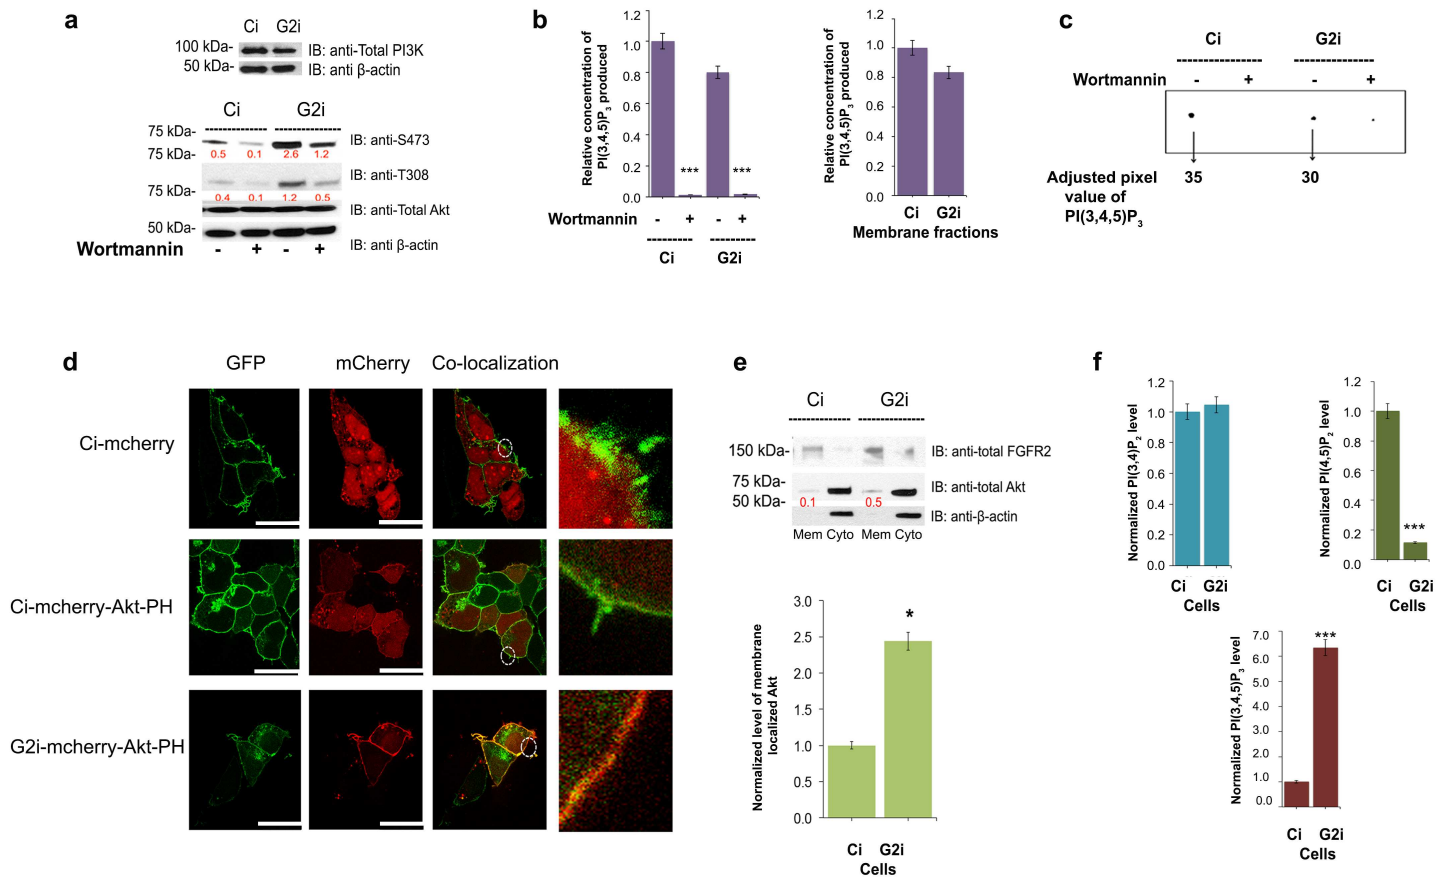 a
Ci G2i
100 kDa- IB: anti-Total PI3K
50 kDa- IB: anti β-actin
Ci G2i
75 kDa- IB: anti-S473
75 kDa- 0.5 0.1 2.6 1.2
IB: anti-T308
75 kDa- 0.4 0.1 1.2 0.5
IB: anti-Total Akt
50 kDa- IB: anti β-actin
Wortmannin - + - +
b
Relative concentration of
PI(3,4,5)P3 produced
1.2
1.0
0.8
0.6
0.4
0.2
0.0
*** ***
Wortmannin - + - +
Ci G2i
Relative concentration of
PI(3,4,5)P3 produced
1.2
1.0
0.8
0.6
0.4
0.2
0.0
Ci G2i
Membrane fractions
c
Ci G2i
Wortmannin - + - +
Adjusted pixel 35 30
value of
PI(3,4,5)P3
d
GFP mCherry Co-localization
Ci-mcherry
Ci-mcherry-Akt-PH
G2i-mcherry-Akt-PH
e
Ci G2i
150 kDa- IB: anti-total FGFR2
75 kDa- IB: anti-total Akt
50 kDa- 0.1 0.5
IB: anti-β-actin
Mem Cyto Mem Cyto
Normalized level of membrane
localized Akt
3.0
2.5
2.0
1.5
1.0
0.5
0.0
*
Ci G2i
Cells
f
Normalized PI(3,4)P2 level
1.2
1.0
0.8
0.6
0.4
0.2
0.0
Ci G2i
Cells
Normalized PI(4,5)P2 level
1.2
1.0
0.8
0.6
0.4
0.2
0.0
***
Ci G2i
Cells
Normalized PI(3,4,5)P3 level
7.0
6.0
5.0
4.0
3.0
2.0
1.0
0.0
***
Ci G2i
Cells